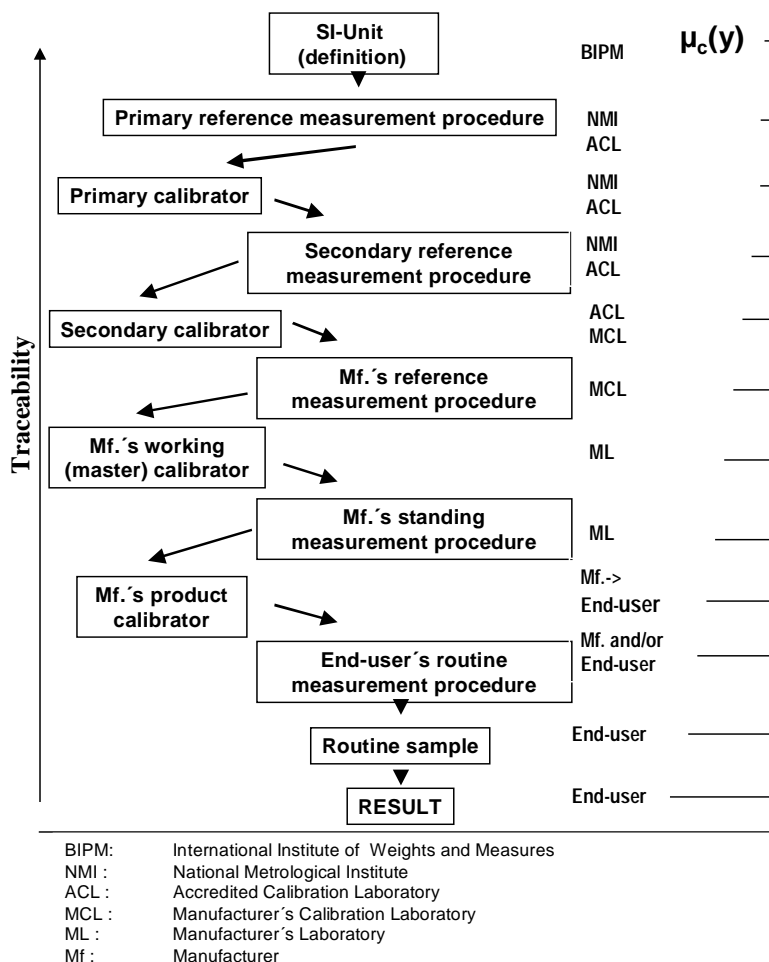 SI-Unit
(definition)
BIPM
µc(y)
Primary reference measurement procedure
NMI
ACL
Primary calibrator
NMI
ACL
Secondary reference
measurement procedure
NMI
ACL
Secondary calibrator
ACL
MCL
Mf.´s reference
measurement procedure
MCL
Mf.´s working
(master) calibrator
ML
Mf.´s standing
measurement procedure
ML
Mf.´s product
calibrator
Mf.->
End-user
End-user´s routine
measurement procedure
Mf. and/or
End-user
Routine sample
End-user
RESULT
End-user
Traceability
BIPM: International Institute of Weights and Measures
NMI : National Metrological Institute
ACL : Accredited Calibration Laboratory
MCL : Manufacturer´s Calibration Laboratory
ML : Manufacturer´s Laboratory
Mf : Manufacturer